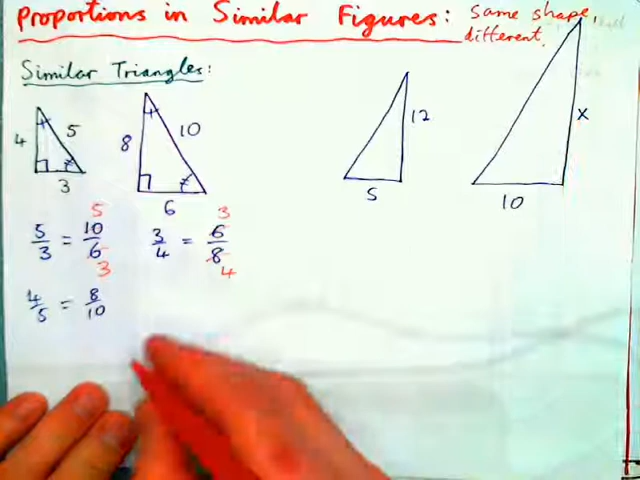 Proportions in Similar Figures: Same shape,
different.
Similar Triangles:
4 5 3
8 10 6
12 5
x 10
5/3 = 10/6 5 3
3/4 = 6/8 3 4
4/5 = 8/10